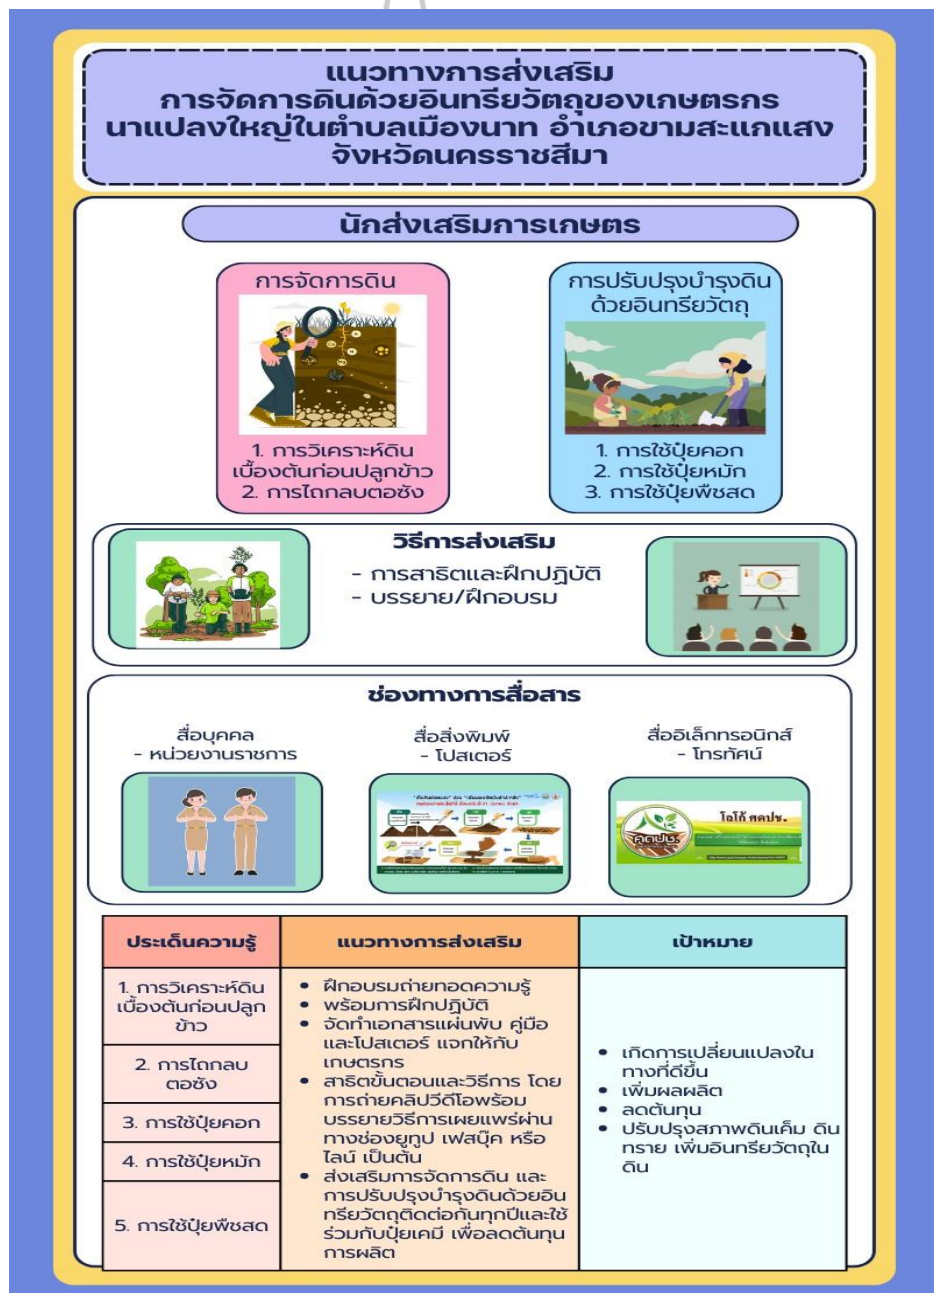 แนวทางการส่งเสริม
การจัดการดินด้วยอินทรียวัตถุของเกษตรกร
นาแปลงใหญ่ในตำบลเมืองนาท อำเภอขามสะแกแสง
จังหวัดนครราชสีมา
นักส่งเสริมการเกษตร
การจัดการดิน
1. การวิเคราะห์ดิน
เบื้องต้นก่อนปลูกข้าว
2. การไถกลบตอซัง
การปรับปรุงบำรุงดิน
ด้วยอินทรียวัตถุ
1. การใช้ปุ๋ยคอก
2. การใช้ปุ๋ยหมัก
3. การใช้ปุ๋ยพืชสด
วิธีการส่งเสริม
- การสาธิตและฝึกปฏิบัติ
- บรรยาย/ฝึกอบรม
ช่องทางการสื่อสาร
สื่อบุคคล
- หน่วยงานราชการ
สื่อสิ่งพิมพ์
- โปสเตอร์
สื่ออิเล็กทรอนิกส์
- โทรทัศน์
โลโก้ ศดปช.
ศดปช.
ประเด็นความรู้
1. การวิเคราะห์ดิน
เบื้องต้นก่อนปลูก
ข้าว
2. การไถกลบ
ตอซัง
3. การใช้ปุ๋ยคอก
4. การใช้ปุ๋ยหมัก
5. การใช้ปุ๋ยพืชสด
แนวทางการส่งเสริม
• ฝึกอบรมถ่ายทอดความรู้
• พร้อมการฝึกปฏิบัติ
• จัดทำเอกสารแผ่นพับ คู่มือ
และโปสเตอร์ แจกให้กับ
เกษตรกร
• สาธิตขั้นตอนและวิธีการ โดย
การถ่ายคลิปวีดีโอพร้อม
บรรยายวิธีการเผยแพร่ผ่าน
ทางช่องยูทูป เฟสบุ๊ค หรือ
ไลน์ เป็นต้น
• ส่งเสริมการจัดการดิน และ
การปรับปรุงบำรุงดินด้วยอิน
ทรียวัตถุติดต่อกันทุกปีและใช้
ร่วมกับปุ๋ยเคมี เพื่อลดต้นทุน
การผลิต
เป้าหมาย
• เกิดการเปลี่ยนแปลงใน
ทางที่ดีขึ้น
• เพิ่มผลผลิต
• ลดต้นทุน
• ปรับปรุงสภาพดินเค็ม ดิน
ทราย เพิ่มอินทรียวัตถุใน
ดิน